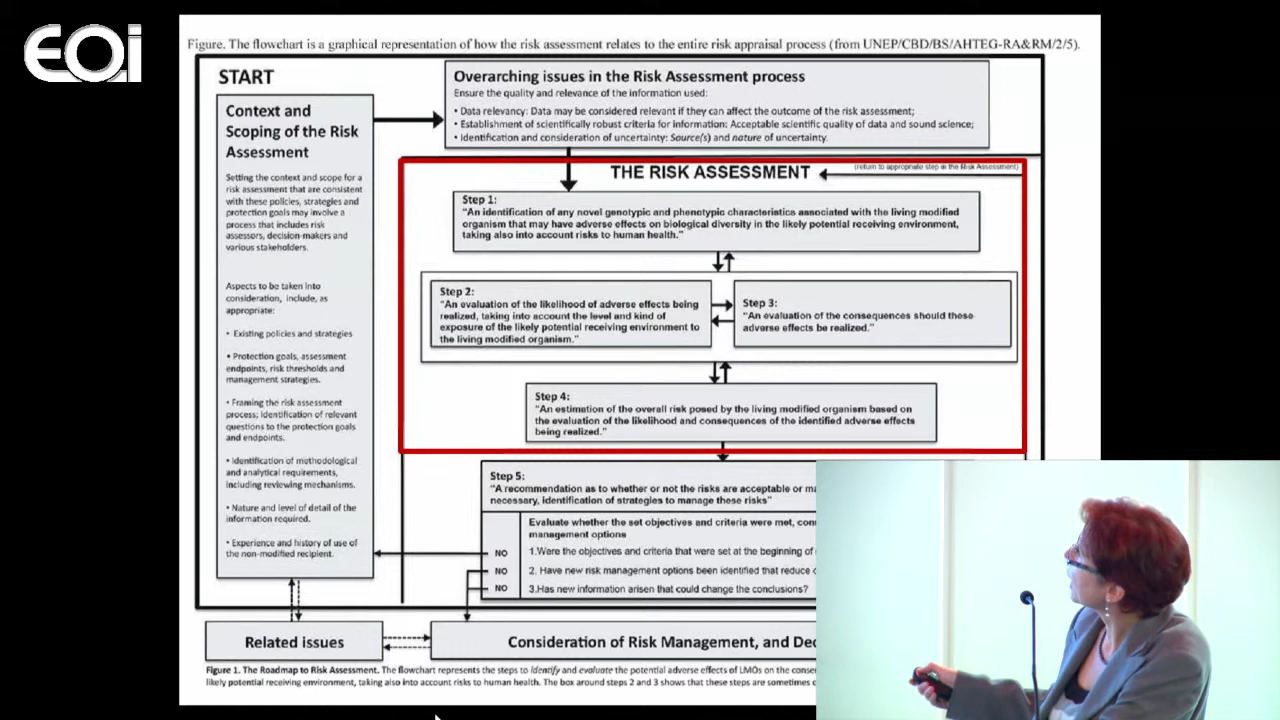 EOi
Figure. The flowchart is a graphical representation of how the risk assessment relates to the entire risk appraisal process (from UNEP/CBD/BS/AHTEG-RA&RM/2/5).
START
Context and
Scoping of the Risk
Assessment
Setting the context and scope for a
risk assessment that are consistent
with these policies, strategies and
protection goals may involve a
process that includes risk
assessors, decision-makers and
various stakeholders.
Aspects to be taken into
consideration, include, as
appropriate:
• Existing policies and strategies
• Protection goals, assessment
endpoints, risk thresholds and
management strategies.
• Framing the risk assessment
process; identification of relevant
questions to the protection goals
and endpoints.
• Identification of methodological
and analytical requirements,
including reviewing mechanisms.
• Nature and level of detail of the
information required.
• Experience and history of use of
the non-modified recipient.
Overarching issues in the Risk Assessment process
Ensure the quality and relevance of the information used:
• Data relevancy: Data may be considered relevant if they can affect the outcome of the risk assessment;
• Establishment of scientifically robust criteria for information: Acceptable scientific quality of data and sound science;
• Identification and consideration of uncertainty: Source(s) and nature of uncertainty.
THE RISK ASSESSMENT
(return to appropriate step in the Risk Assessment)
Step 1:
"An identification of any novel genotypic and phenotypic characteristics associated with the living modified
organism that may have adverse effects on biological diversity in the likely potential receiving environment,
taking also into account risks to human health."
Step 2:
"An evaluation of the likelihood of adverse effects being
realized, taking into account the level and kind of
exposure of the likely potential receiving environment to
the living modified organism."
Step 3:
"An evaluation of the consequences should these
adverse effects be realized."
Step 4:
"An estimation of the overall risk posed by the living modified organism based on
the evaluation of the likelihood and consequences of the identified adverse effects
being realized."
Step 5:
"A recommendation as to whether or not the risks are acceptable or ma
necessary, identification of strategies to manage these risks"
Evaluate whether the set objectives and criteria were met, con
management options
NO 1.Were the objectives and criteria that were set at the beginning of
NO 2. Have new risk management options been identified that reduce
NO 3.Has new information arisen that could change the conclusions?
Related issues
Consideration of Risk Management, and Dec
Figure 1. The Roadmap to Risk Assessment. The flowchart represents the steps to identify and evaluate the potential adverse effects of LMOs on the conse
likely potential receiving environment, taking also into account risks to human health. The box around steps 2 and 3 shows that these steps are sometimes